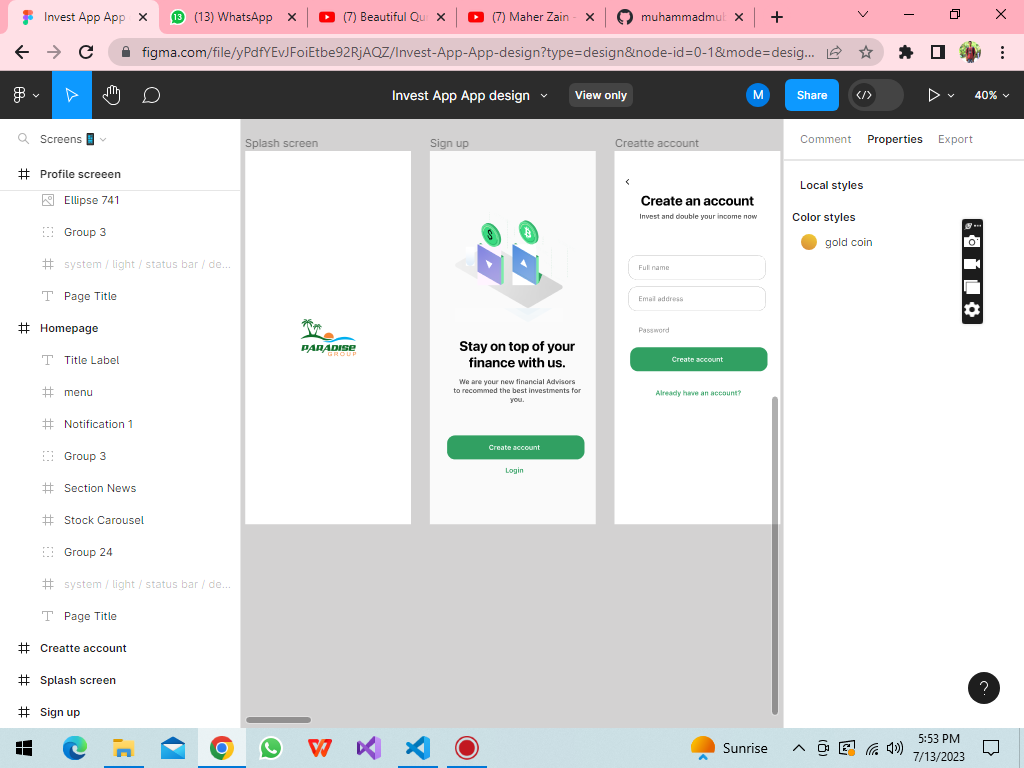 Invest App App
(13) WhatsApp
(7) Beautiful Qu
(7) Maher Zain -
muhammadmu
figma.com/file/yPdfYEvJFoiEtbe92RjAQZ/Invest-App-App-design?type=design&node-id=0-1&mode=desig...
Invest App App design
View only
M
Share
40%
Screens
Comment
Properties
Export
Profile screeen
Ellipse 741
Group 3
system / light / status bar / de...
Page Title
Homepage
Title Label
menu
Notification 1
Group 3
Section News
Stock Carousel
Group 24
system / light / status bar / de...
Page Title
Creatte account
Splash screen
Sign up
Splash screen
PARADISE
GROUP
Sign up
Stay on top of your
finance with us.
We are your new financial Advisors
to recommed the best investments for
you.
Create account
Login
Creatte account
Create an account
Invest and double your income now
Full name
Email address
Password
Create account
Already have an account?
Local styles
Color styles
gold coin
?
Sunrise
5:53 PM
7/13/2023